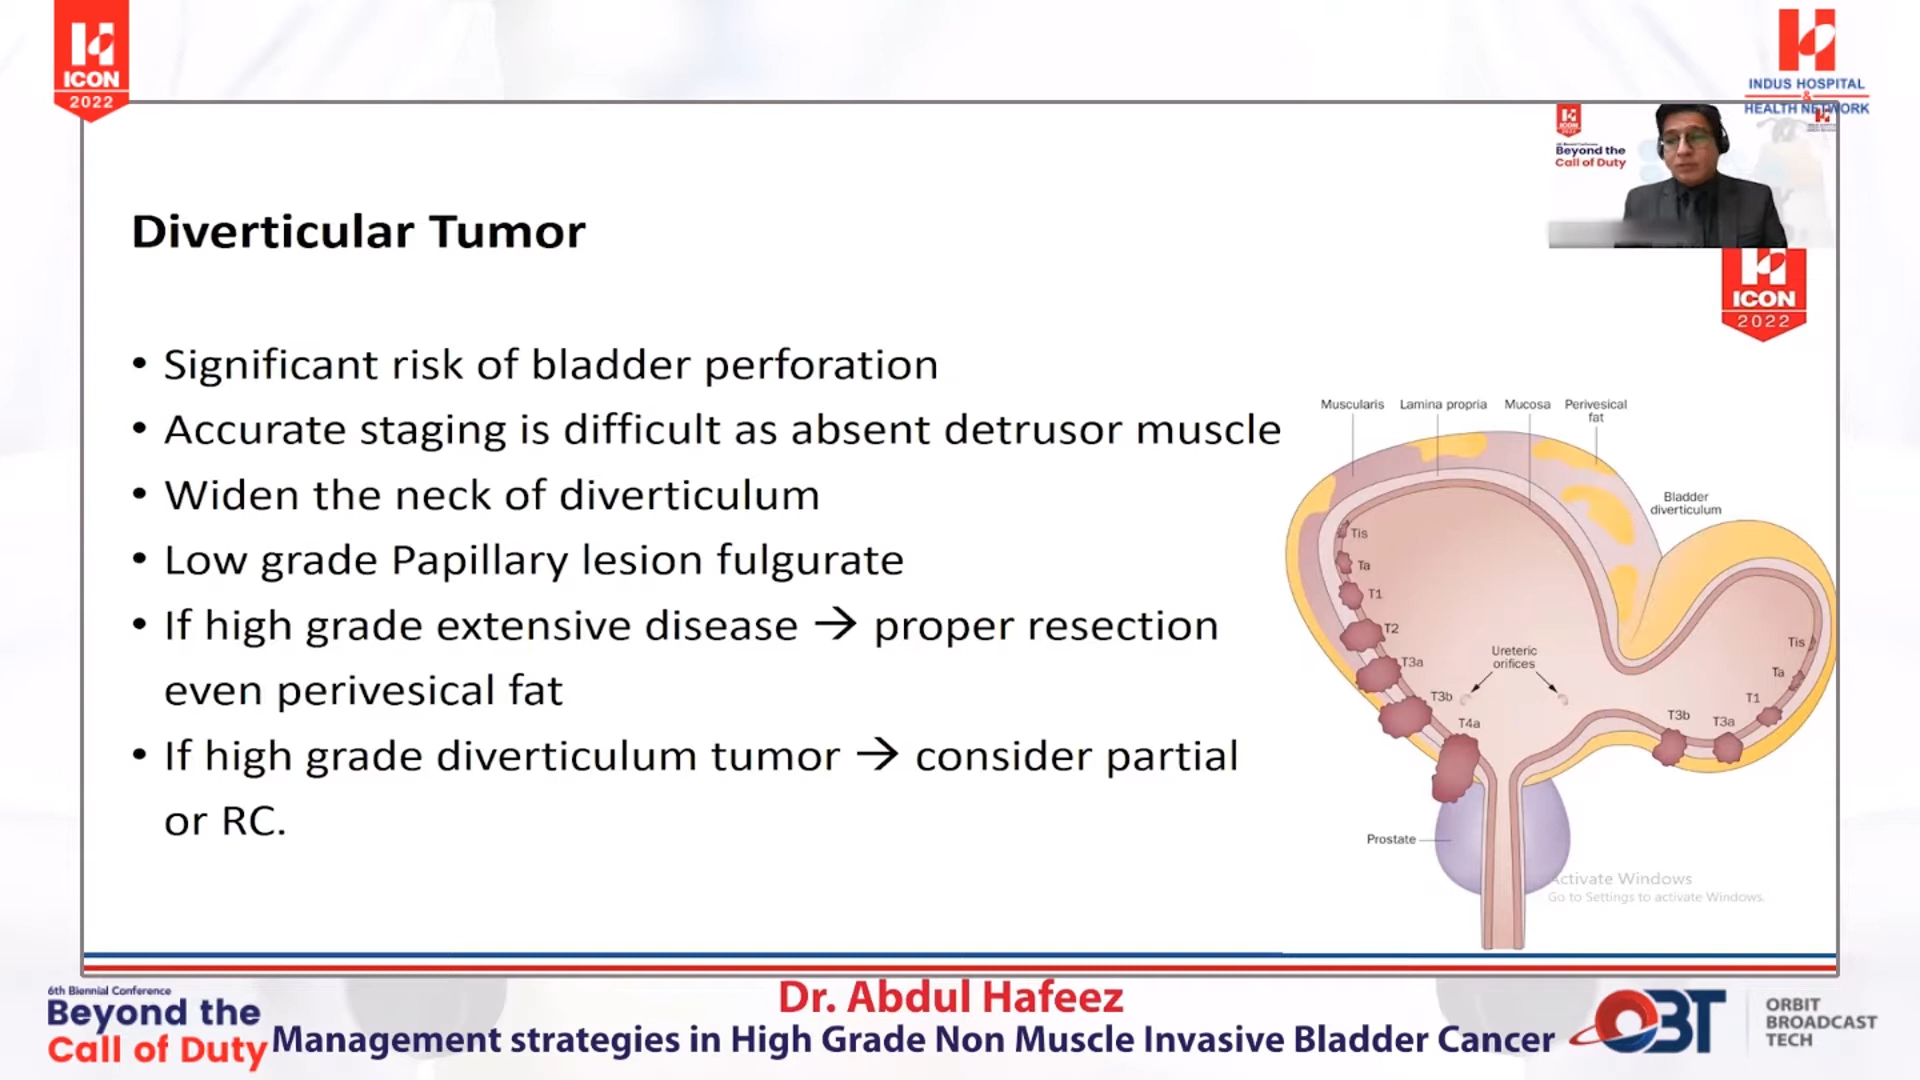 ICON
2022
INDUS HOSPITAL
&
HEALTH NETWORK
Beyond the
Call of Duty
ICON
2022
Diverticular Tumor
• Significant risk of bladder perforation
• Accurate staging is difficult as absent detrusor muscle
• Widen the neck of diverticulum
• Low grade Papillary lesion fulgurate
• If high grade extensive disease → proper resection
even perivesical fat
• If high grade diverticulum tumor → consider partial
or RC.
Muscularis Lamina propria Mucosa Perivesical
fat
Bladder
diverticulum
Tis
Ta
T1
T2
T3a
T3b
T4a
Ureteric
orifices
Tis
Ta
T1
T3b T3a
Prostate
Activate Windows
Go to Settings to activate Windows.
6th Biennial Conference
Beyond the
Call of Duty
Dr. Abdul Hafeez
Management strategies in High Grade Non Muscle Invasive Bladder Cancer
OBT
ORBIT
BROADCAST
TECH